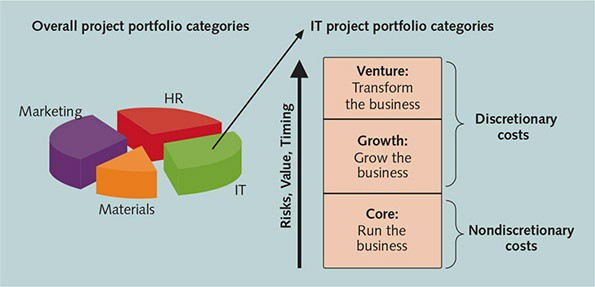 Overall project portfolio categories
IT project portfolio categories
Marketing
HR
Materials
IT
Risks, Value, Timing
Venture:
Transform
the business
Growth:
Grow the
business
Core:
Run the
business
Discretionary
costs
Nondiscretionary
costs